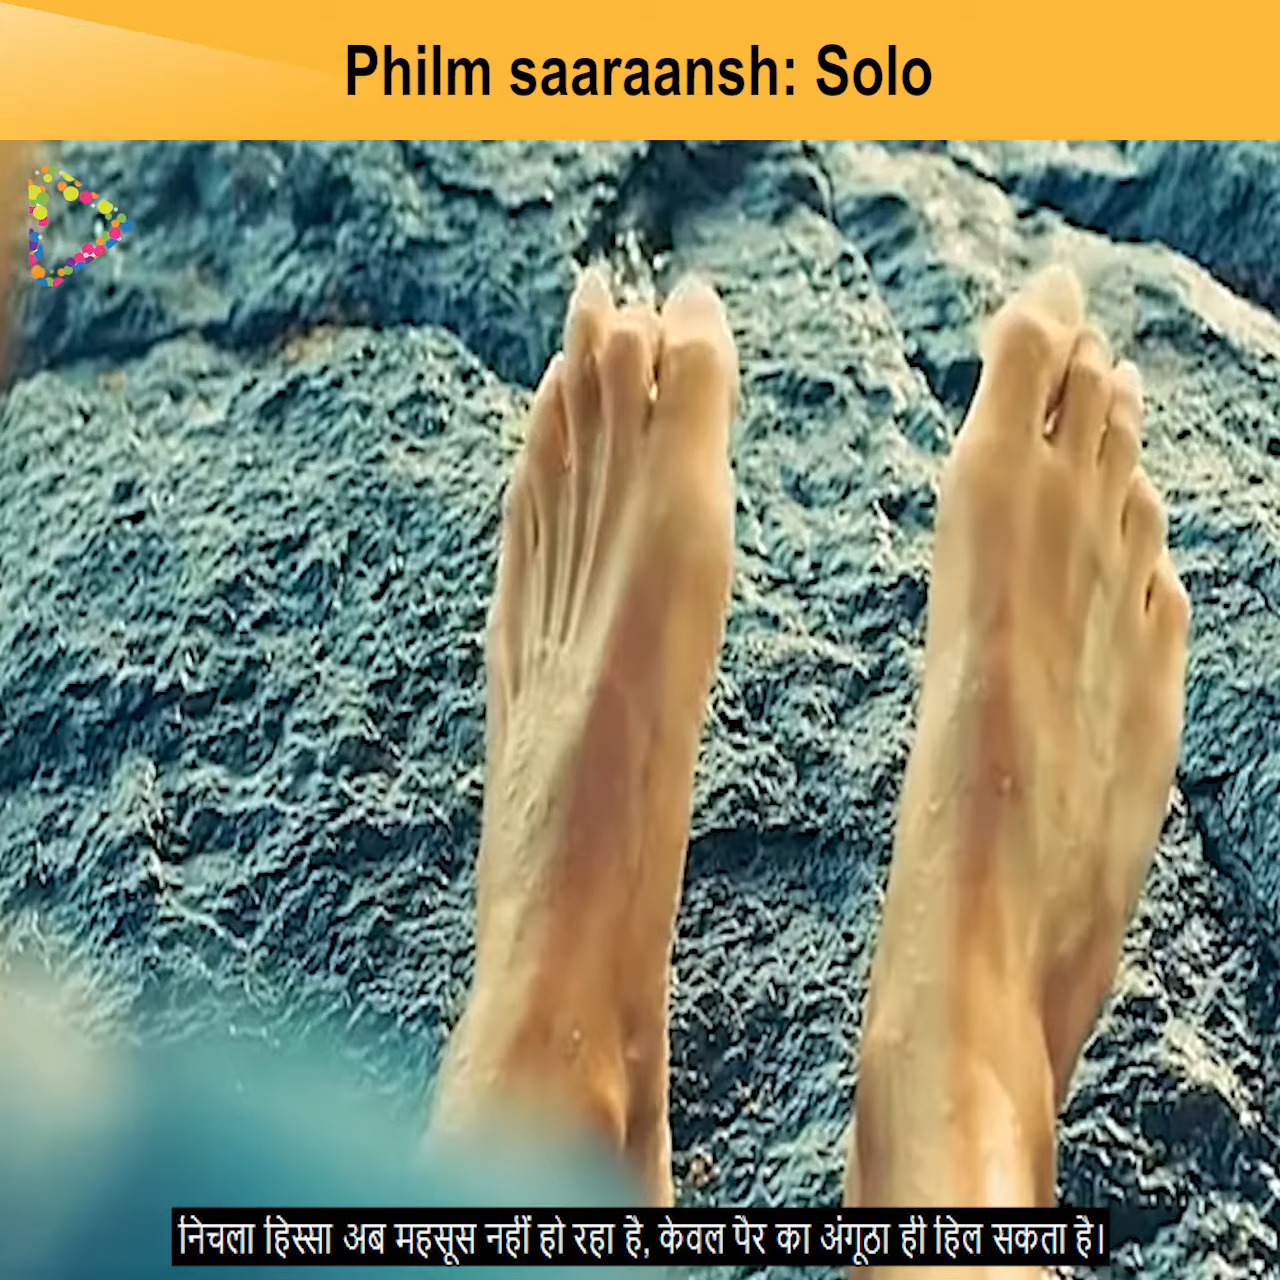 Philm saaraansh: Solo
निचला हिस्सा अब महसूस नहीं हो रहा है, केवल पैर का अंगूठा ही हिल सकता है।